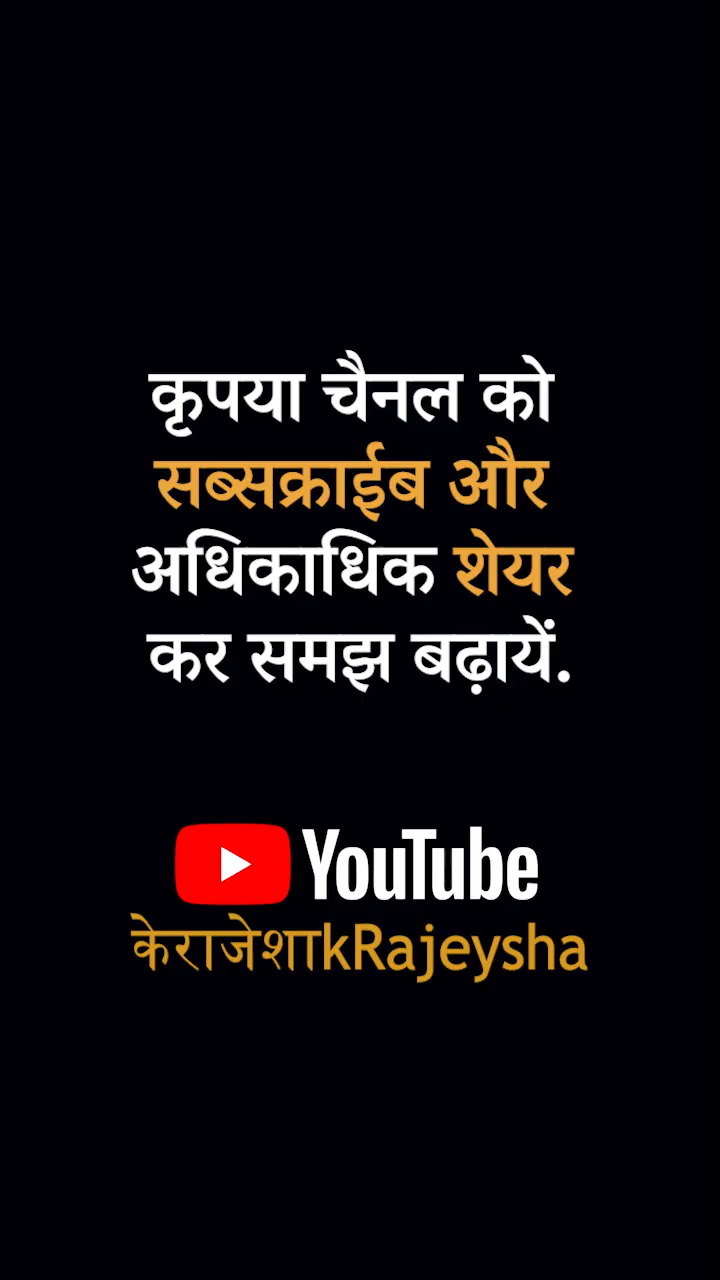 कृपया चैनल को
सब्सक्राईब और
अधिकाधिक शेयर
कर समझ बढ़ायें.
YouTube
केराजेशाkRajeysha